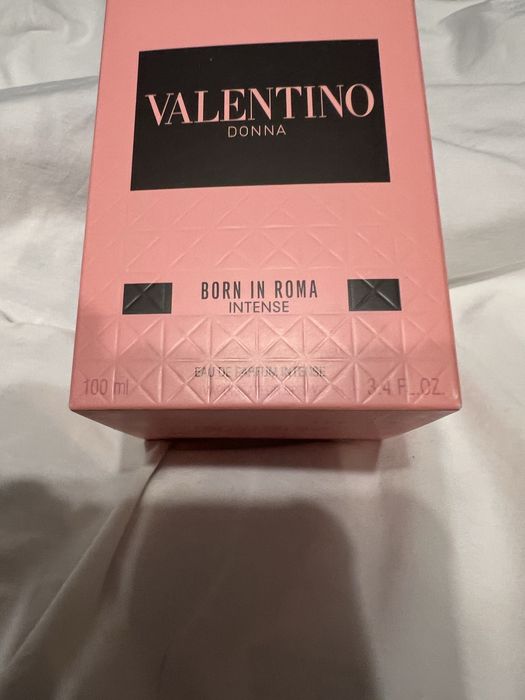 VALENTINO
DONNA
BORN IN ROMA
INTENSE
EAU DE PARFUM INTENSE
100 ml 3.4 FL.OZ.